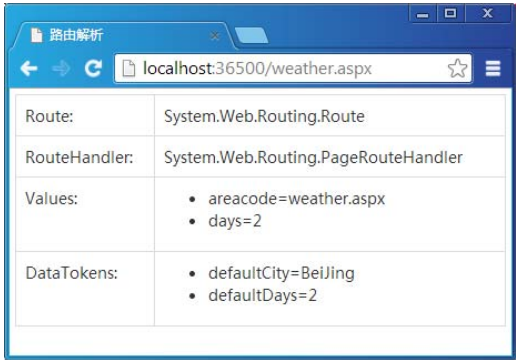 路由解析
localhost:36500/weather.aspx
Route: System.Web.Routing.Route
RouteHandler: System.Web.Routing.PageRouteHandler
Values:
• areacode=weather.aspx
• days=2
DataTokens:
• defaultCity=BeiJing
• defaultDays=2